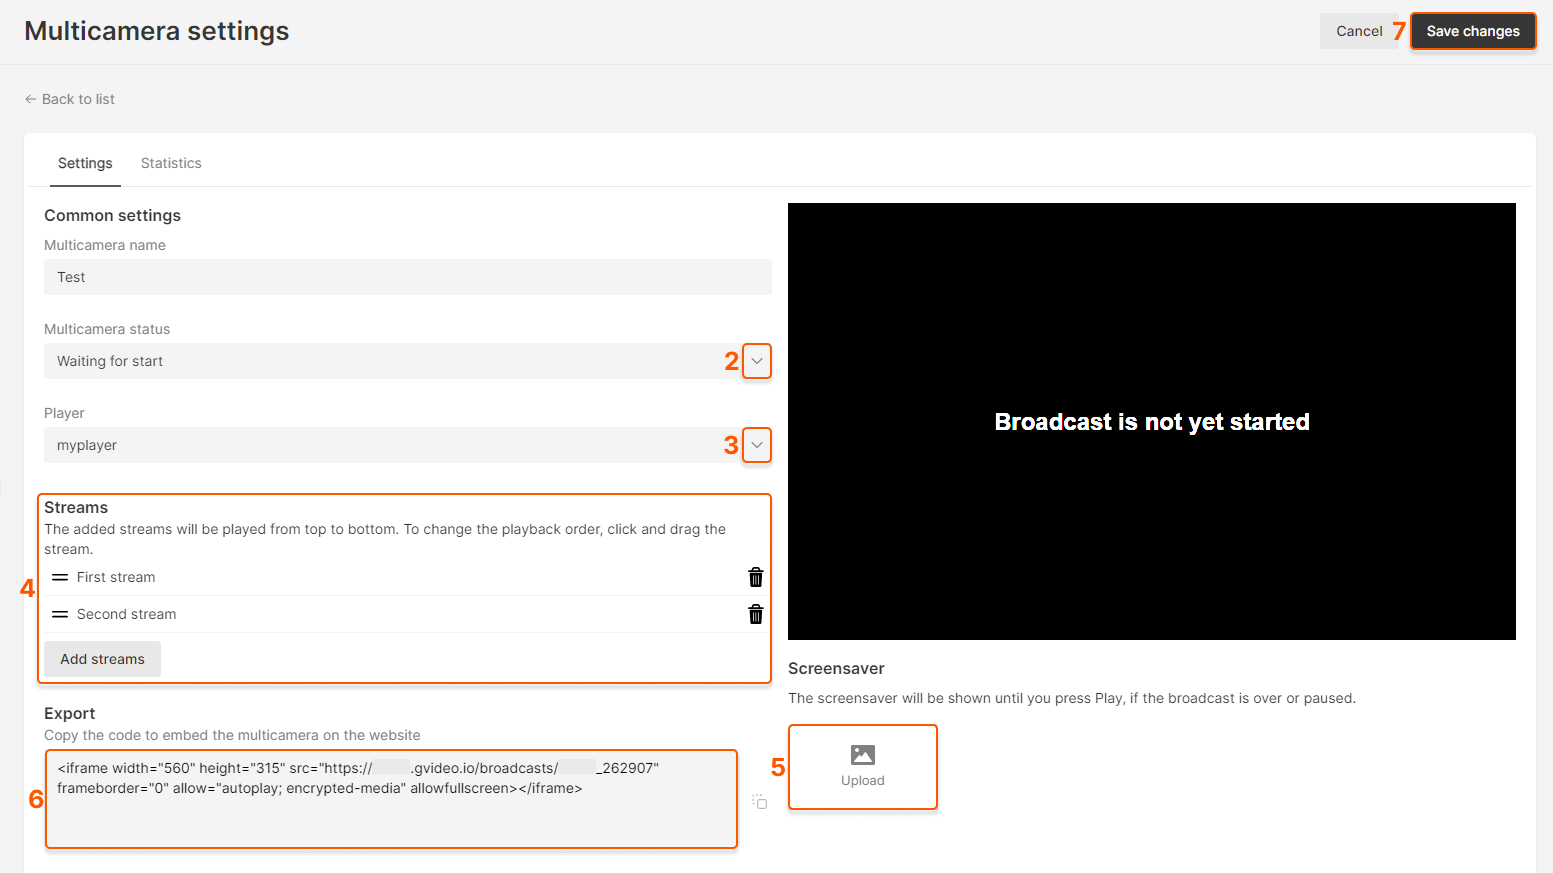 Multicamera settings
Cancel
7
Save changes
← Back to list
Settings
Statistics
Common settings
Multicamera name
Test
Multicamera status
Waiting for start
2
Player
myplayer
3
Streams
The added streams will be played from top to bottom. To change the playback order, click and drag the
stream.
4
First stream
Second stream
Add streams
Export
Copy the code to embed the multicamera on the website
6
<iframe width="560" height="315" src="https:// .gvideo.io/broadcasts/ _262907"
frameborder="0" allow="autoplay; encrypted-media" allowfullscreen></iframe>
Broadcast is not yet started
Screensaver
The screensaver will be shown until you press Play, if the broadcast is over or paused.
5
Upload